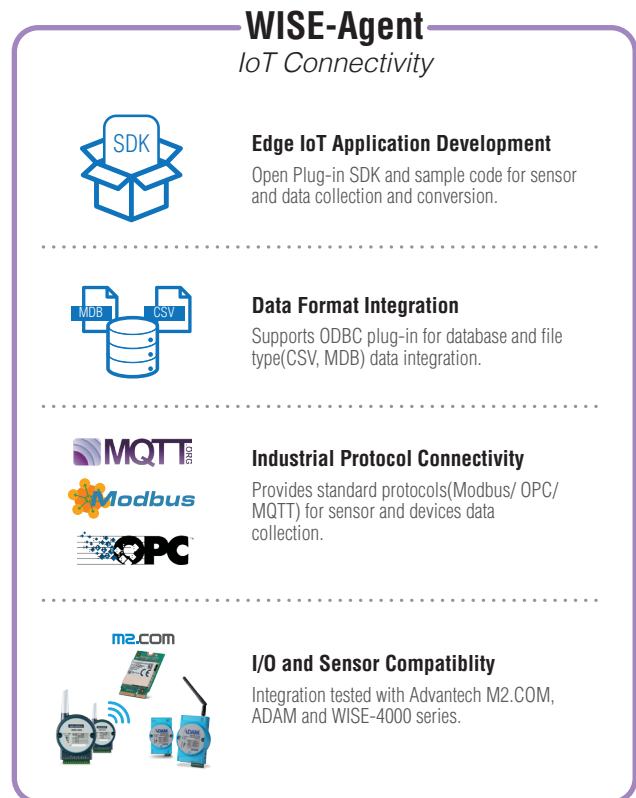 WISE-Agent
IoT Connectivity
SDK
Edge IoT Application Development
Open Plug-in SDK and sample code for sensor
and data collection and conversion.
MDB
CSV
Data Format Integration
Supports ODBC plug-in for database and file
type(CSV, MDB) data integration.
MQTT
ORG
Modbus
OPC
Industrial Protocol Connectivity
Provides standard protocols(Modbus/ OPC/
MQTT) for sensor and devices data
collection.
m2.com
ADAM
ADAM
I/O and Sensor Compatiblity
Integration tested with Advantech M2.COM,
ADAM and WISE-4000 series.